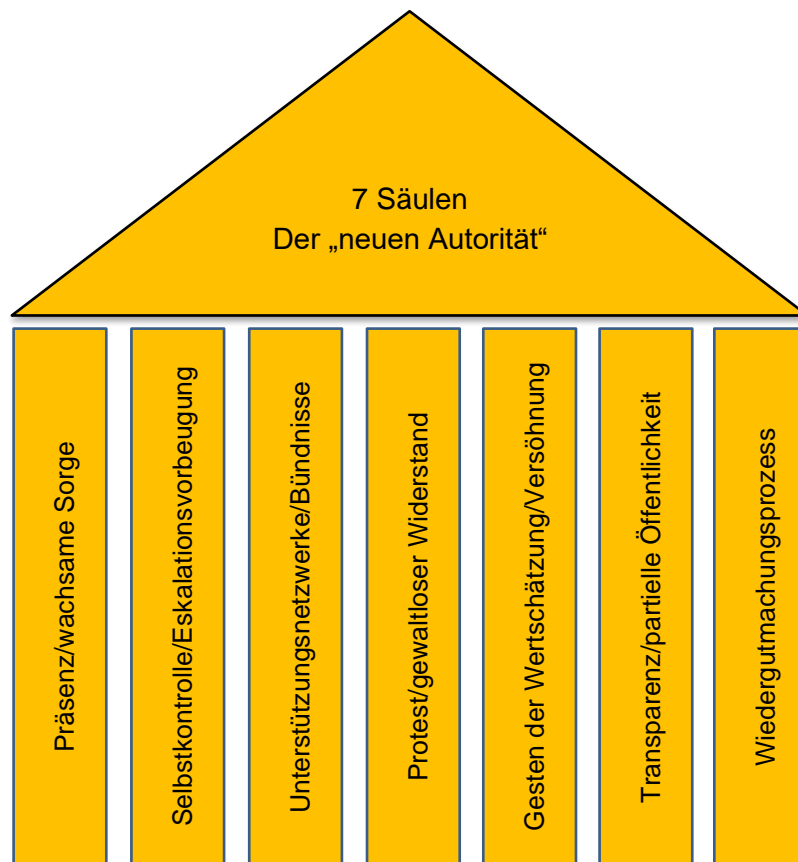 7 Säulen
Der „neuen Autorität“
Präsenz/wachsame Sorge
Selbstkontrolle/Eskalationsvorbeugung
Unterstützungsnetzwerke/Bündnisse
Protest/gewaltloser Widerstand
Gesten der Wertschätzung/Versöhnung
Transparenz/partielle Öffentlichkeit
Wiedergutmachungsprozess